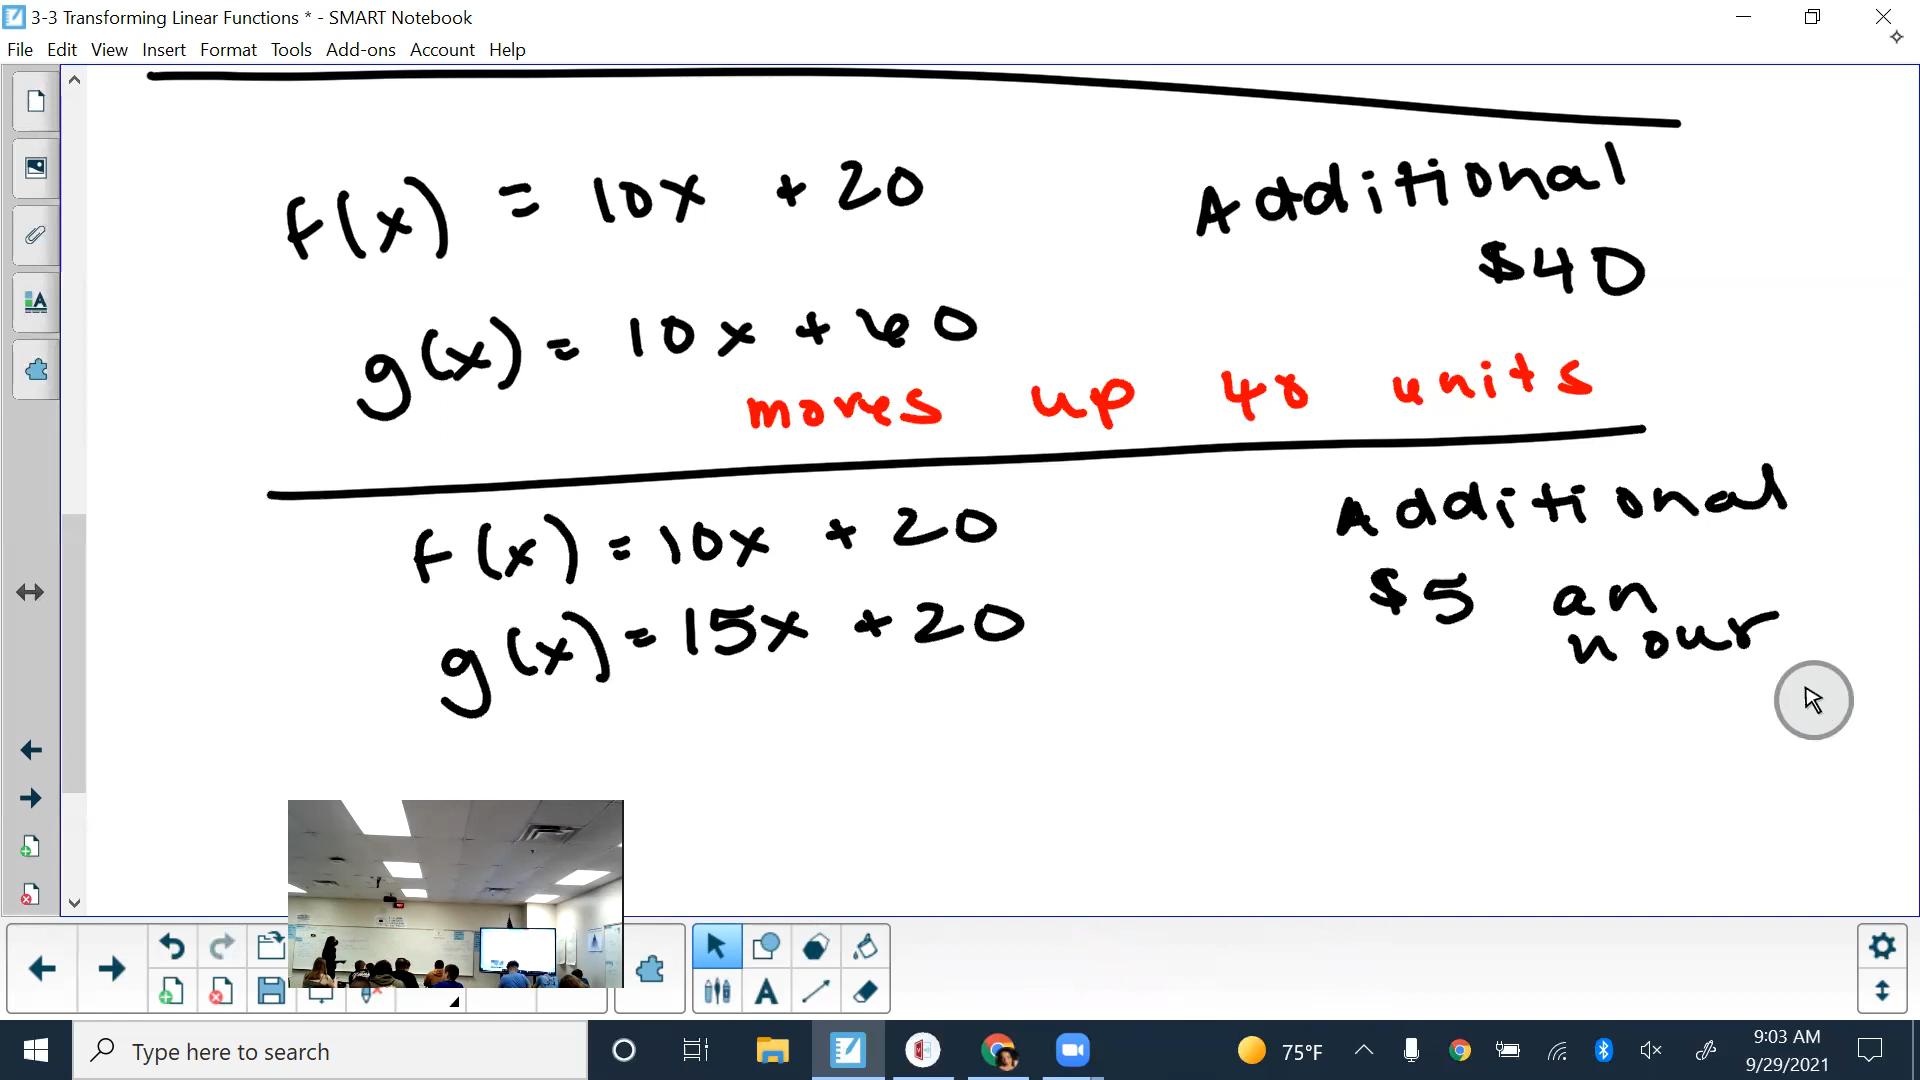 3-3 Transforming Linear Functions * - SMART Notebook
File Edit View Insert Format Tools Add-ons Account Help
f(x) = 10x + 20
Additional
$40
g(x) = 10x + 60
moves up 40 units
f(x) = 10x + 20
Additional
$5 an
hour
g(x) = 15x + 20
Type here to search
75°F
9:03 AM
9/29/2021